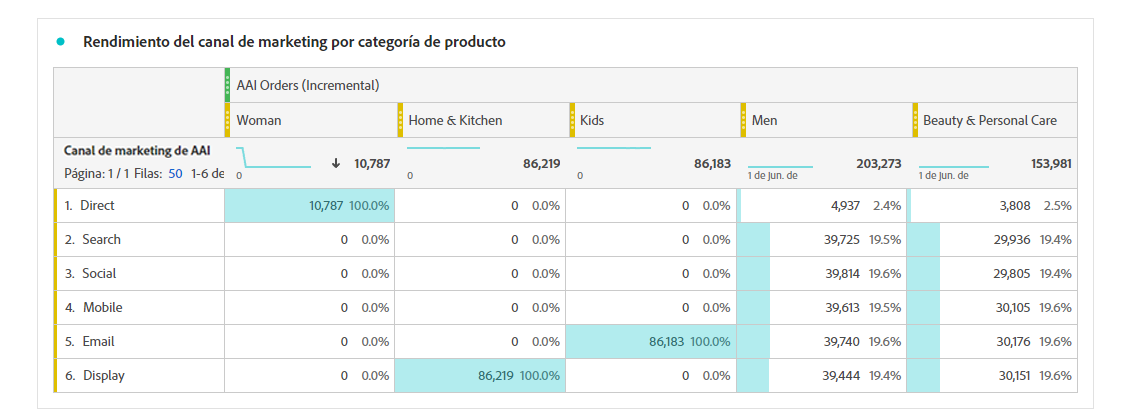 Rendimiento del canal de marketing por categoría de producto
AAI Orders (Incremental)
Woman Home & Kitchen Kids Men Beauty & Personal Care
Canal de marketing de AAI
10,787 86,219 86,183 203,273 153,981
Página: 1 / 1 Filas: 50 1-6 de 0 0 0 1 de jun. de 1 de jun. de
1. Direct 10,787 100.0% 0 0.0% 0 0.0% 4,937 2.4% 3,808 2.5%
2. Search 0 0.0% 0 0.0% 0 0.0% 39,725 19.5% 29,936 19.4%
3. Social 0 0.0% 0 0.0% 0 0.0% 39,814 19.6% 29,805 19.4%
4. Mobile 0 0.0% 0 0.0% 0 0.0% 39,613 19.5% 30,105 19.6%
5. Email 0 0.0% 0 0.0% 86,183 100.0% 39,740 19.6% 30,176 19.6%
6. Display 0 0.0% 86,219 100.0% 0 0.0% 39,444 19.4% 30,151 19.6%